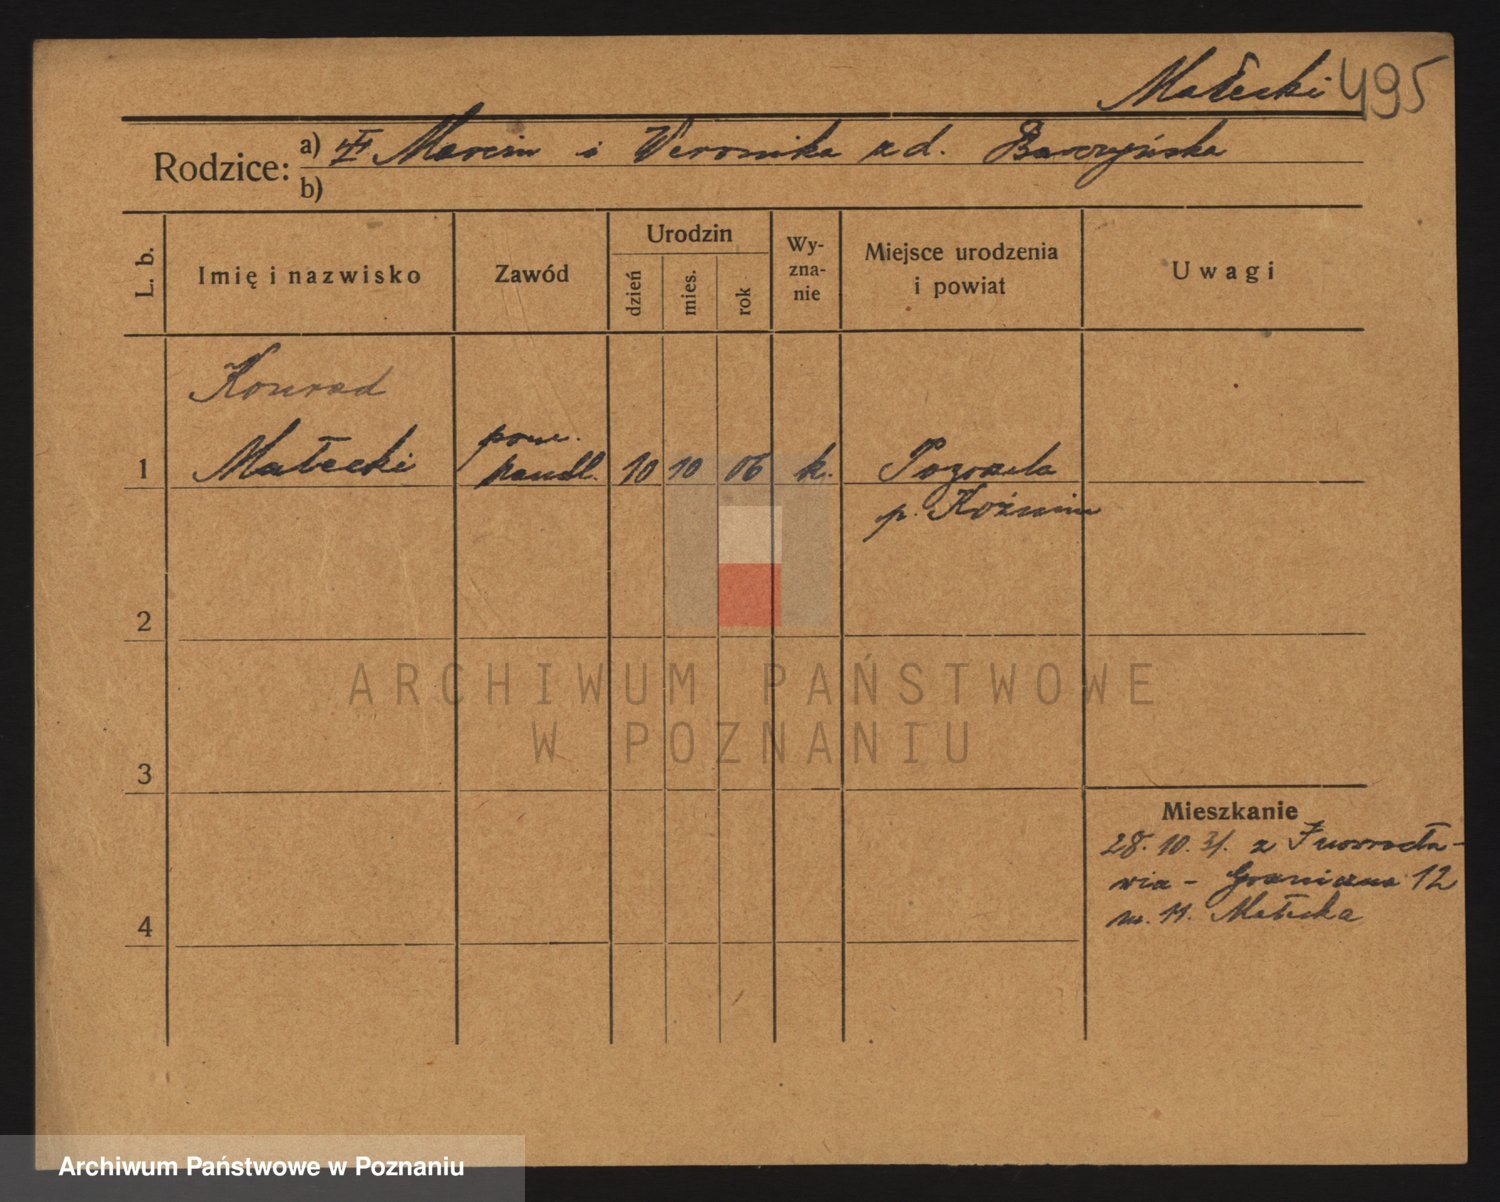 Małecki 495
Rodzice: a) Marcin i Weronika z d. Barczyńska
b)
L. b.
Imię i nazwisko
Zawód
Urodzin
dzień
mies.
rok
Wy-
zna-
nie
Miejsce urodzenia
i powiat
Uwagi
Konrad
pom.
1 Małecki handl. 10 10 06 k. Pogorzela
p. Koźmin
2
3
4
Mieszkanie
28.10.31. z Inowrocła-
wia - Graniczna 12
m. 11. Małecka
ARCHIWUM PAŃSTWOWE
W POZNANIU
Archiwum Państwowe w Poznaniu